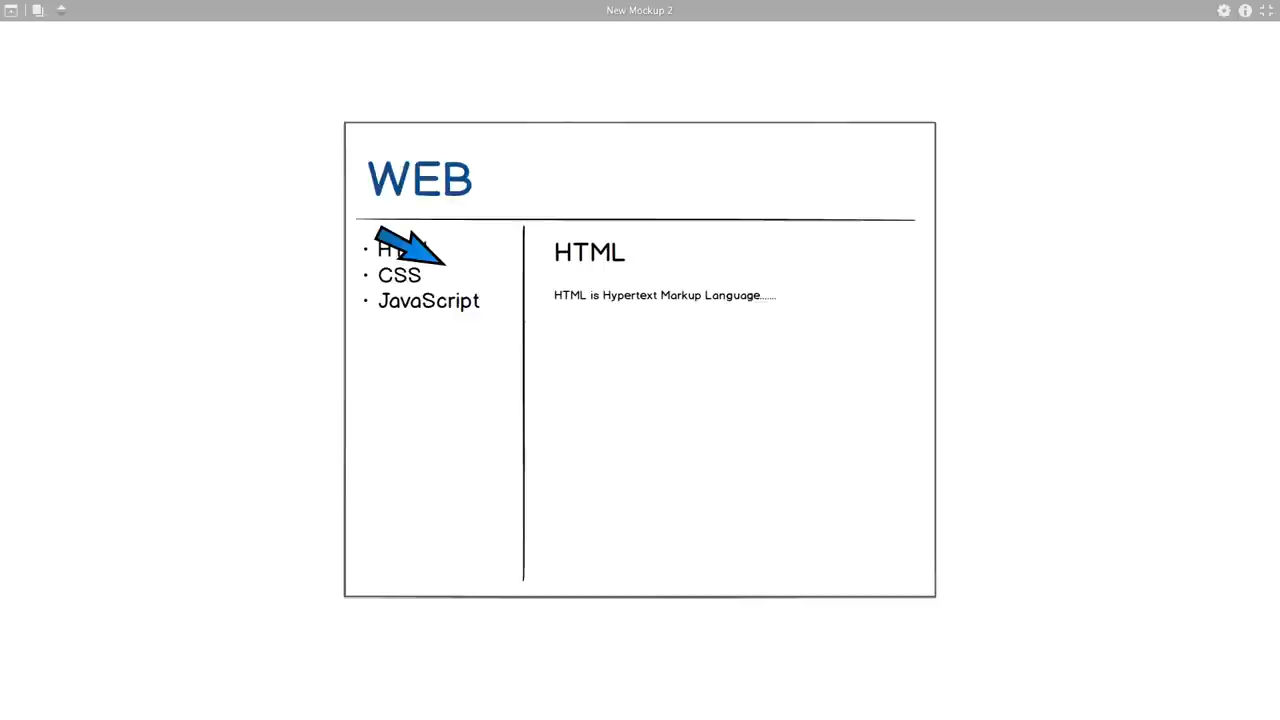 New Mockup 2
WEB
• CSS
• JavaScript
HTML
HTML is Hypertext Markup Language.......